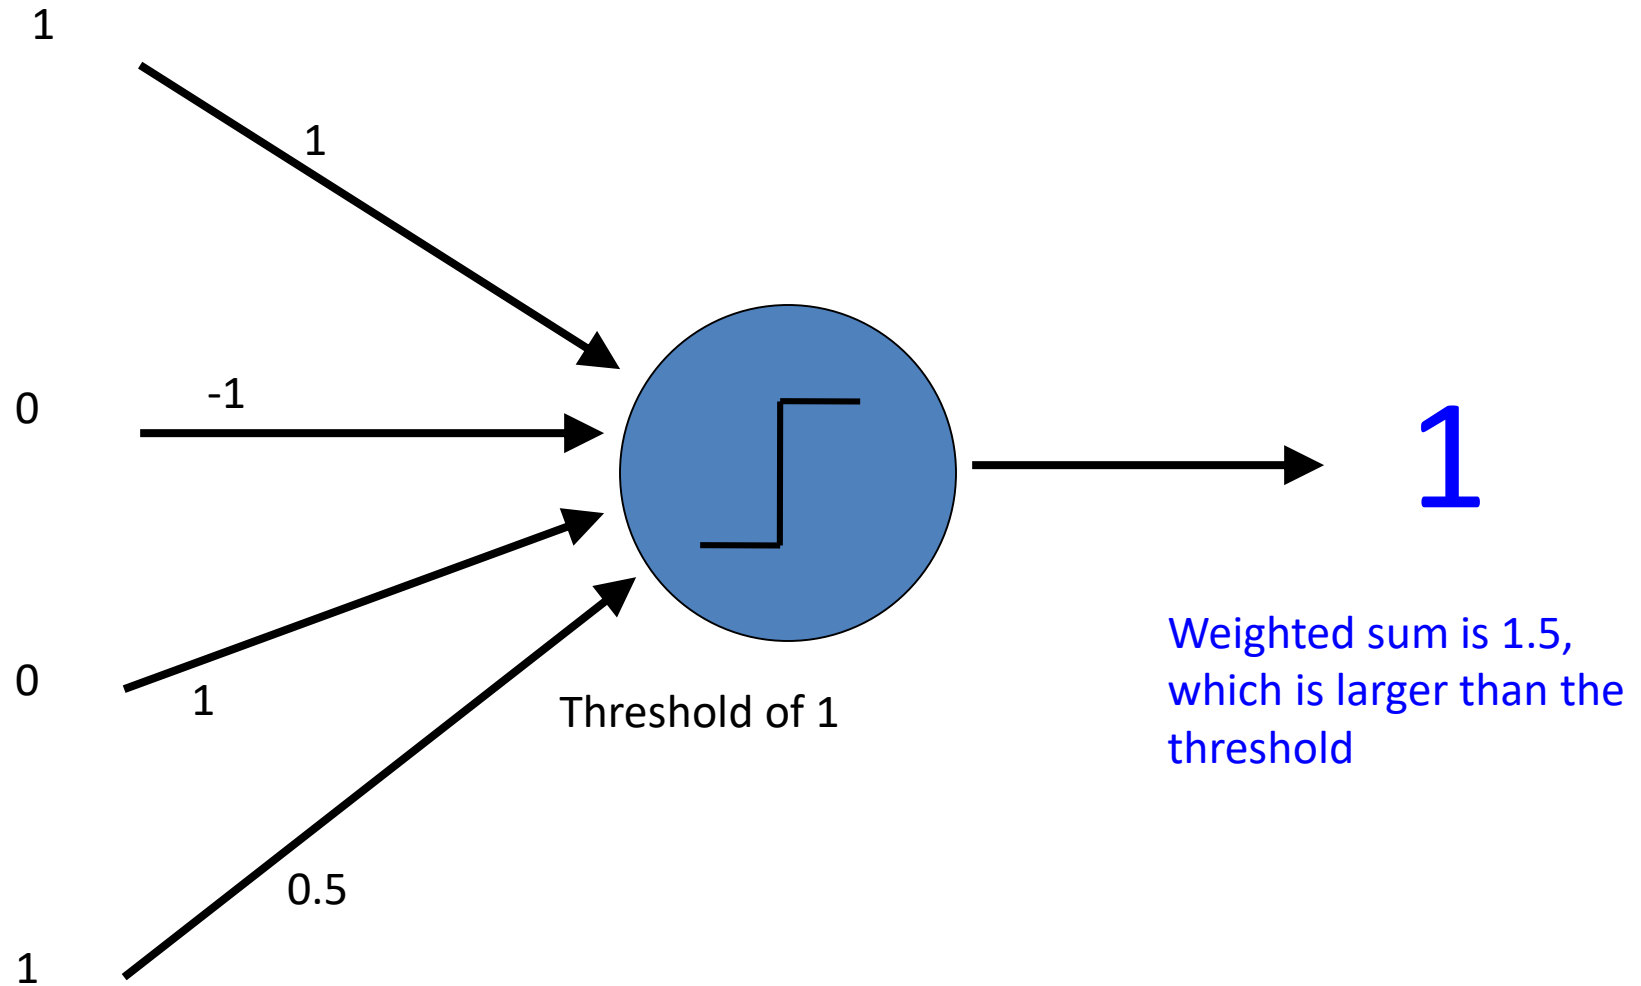 1
1
0
-1
1
0
1
Threshold of 1
Weighted sum is 1.5,
which is larger than the
threshold
0.5
1